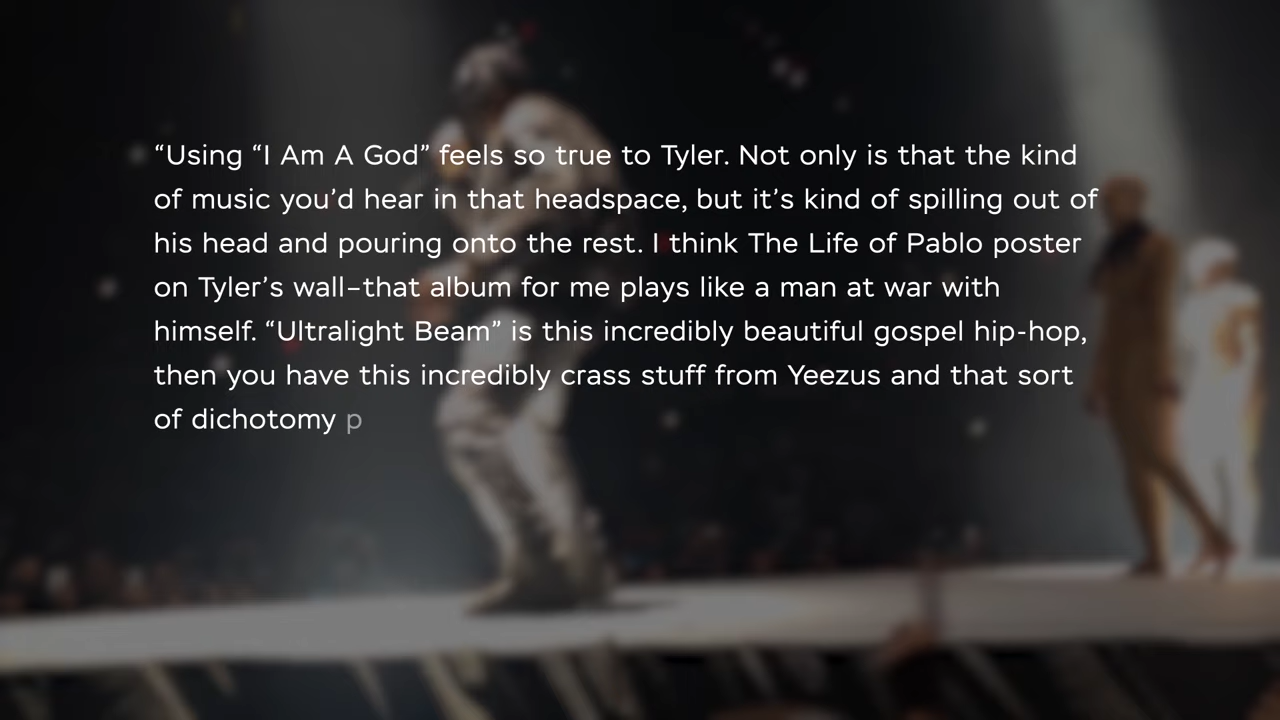 “Using “I Am A God” feels so true to Tyler. Not only is that the kind
of music you’d hear in that headspace, but it’s kind of spilling out of
his head and pouring onto the rest. I think The Life of Pablo poster
on Tyler’s wall–that album for me plays like a man at war with
himself. “Ultralight Beam” is this incredibly beautiful gospel hip-hop,
then you have this incredibly crass stuff from Yeezus and that sort
of dichotomy p